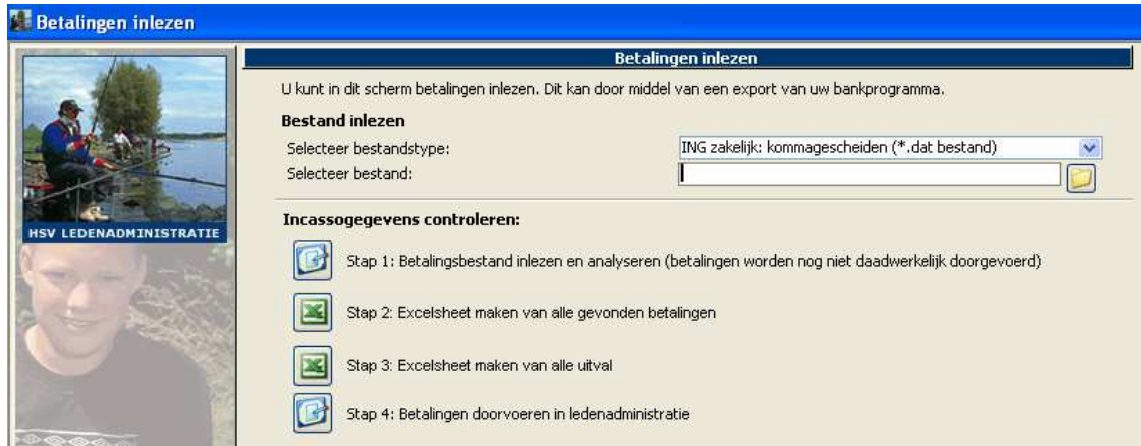 Betalingen inlezen
Betalingen inlezen
U kunt in dit scherm betalingen inlezen. Dit kan door middel van een export van uw bankprogramma.
Bestand inlezen
Selecteer bestandstype:
ING zakelijk: kommagescheiden (*.dat bestand)
Selecteer bestand:
HSV LEDENADMINISTRATIE
Incassogegevens controleren:
Stap 1: Betalingsbestand inlezen en analyseren (betalingen worden nog niet daadwerkelijk doorgevoerd)
Stap 2: Excelsheet maken van alle gevonden betalingen
Stap 3: Excelsheet maken van alle uitval
Stap 4: Betalingen doorvoeren in ledenadministratie